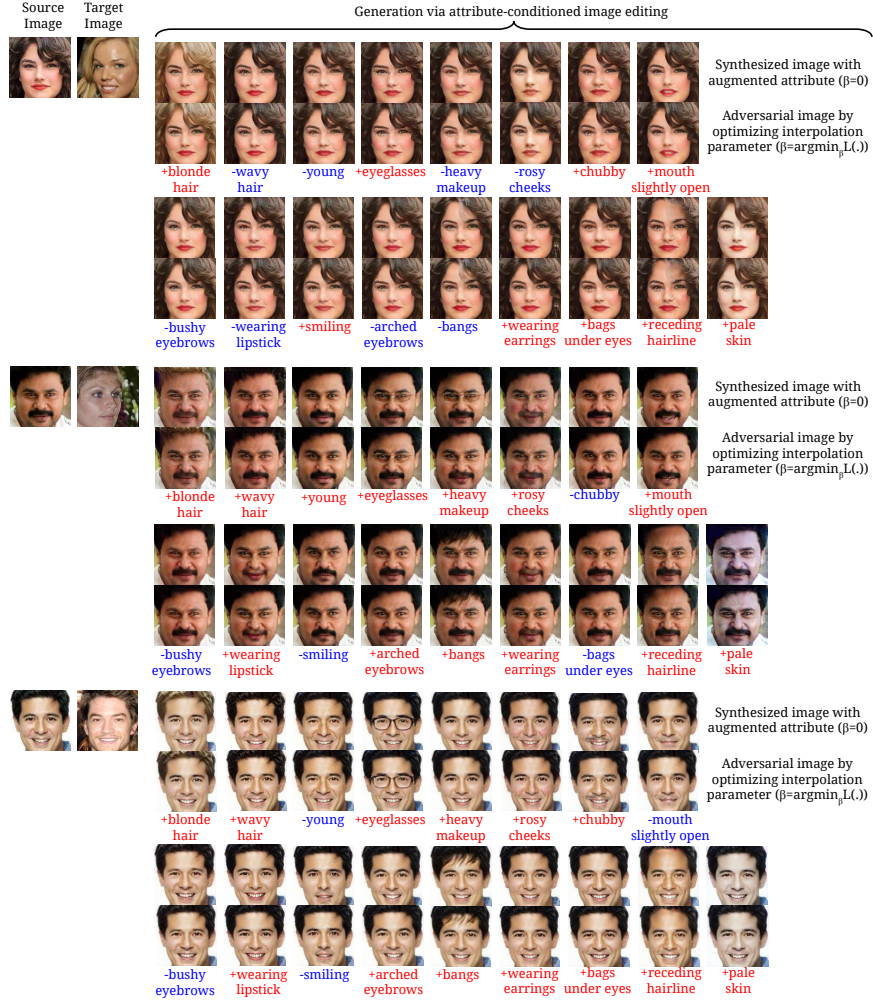 Source Image
Target Image
Generation via attribute-conditioned image editing
Synthesized image with
augmented attribute (β=0)
Adversarial image by
optimizing interpolation
parameter (β=argminβL(.))
+blonde hair
-wavy hair
-young
+eyeglasses
-heavy makeup
-rosy cheeks
+chubby
+mouth slightly open
-bushy eyebrows
-wearing lipstick
+smiling
-arched eyebrows
-bangs
+wearing earrings
+bags under eyes
+receding hairline
+pale skin
Synthesized image with
augmented attribute (β=0)
Adversarial image by
optimizing interpolation
parameter (β=argminβL(.))
+blonde hair
+wavy hair
+young
+eyeglasses
+heavy makeup
+rosy cheeks
-chubby
+mouth slightly open
-bushy eyebrows
+wearing lipstick
-smiling
+arched eyebrows
+bangs
+wearing earrings
-bags under eyes
+receding hairline
+pale skin
Synthesized image with
augmented attribute (β=0)
Adversarial image by
optimizing interpolation
parameter (β=argminβL(.))
+blonde hair
+wavy hair
-young
+eyeglasses
+heavy makeup
+rosy cheeks
+chubby
-mouth slightly open
-bushy eyebrows
+wearing lipstick
-smiling
+arched eyebrows
+bangs
+wearing earrings
+bags under eyes
+receding hairline
+pale skin